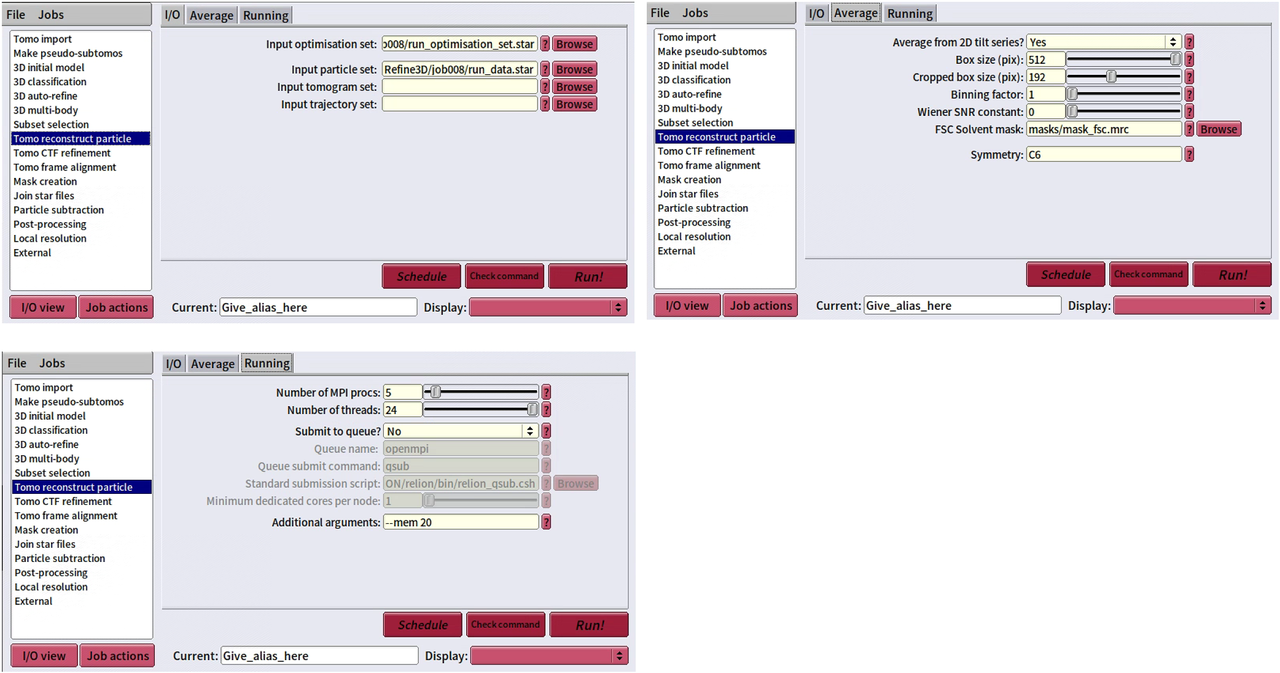 File Jobs
Tomo import
Make pseudo-subtomos
3D initial model
3D classification
3D auto-refine
3D multi-body
Subset selection
Tomo reconstruct particle
Tomo CTF refinement
Tomo frame alignment
Mask creation
Join star files
Particle subtraction
Post-processing
Local resolution
External
I/O view Job actions
I/O Average Running
Input optimisation set: 008/run_optimisation_set.star ? Browse
Input particle set: Refine3D/job008/run_data.star ? Browse
Input tomogram set: ? Browse
Input trajectory set: ? Browse
Schedule Check command Run!
Current: Give_alias_here Display:
File Jobs
Tomo import
Make pseudo-subtomos
3D initial model
3D classification
3D auto-refine
3D multi-body
Subset selection
Tomo reconstruct particle
Tomo CTF refinement
Tomo frame alignment
Mask creation
Join star files
Particle subtraction
Post-processing
Local resolution
External
I/O view Job actions
I/O Average Running
Average from 2D tilt series? Yes ?
Box size (pix): 512 ?
Cropped box size (pix): 192 ?
Binning factor: 1 ?
Wiener SNR constant: 0 ?
FSC Solvent mask: masks/mask_fsc.mrc ? Browse
Symmetry: C6 ?
Schedule Check command Run!
Current: Give_alias_here Display:
File Jobs
Tomo import
Make pseudo-subtomos
3D initial model
3D classification
3D auto-refine
3D multi-body
Subset selection
Tomo reconstruct particle
Tomo CTF refinement
Tomo frame alignment
Mask creation
Join star files
Particle subtraction
Post-processing
Local resolution
External
I/O view Job actions
I/O Average Running
Number of MPI procs: 5 ?
Number of threads: 24 ?
Submit to queue? No ?
Queue name: openmpi ?
Queue submit command: qsub ?
Standard submission script: ON/relion/bin/relion_qsub.csh ? Browse
Minimum dedicated cores per node: 1 ?
Additional arguments: --mem 20 ?
Schedule Check command Run!
Current: Give_alias_here Display: